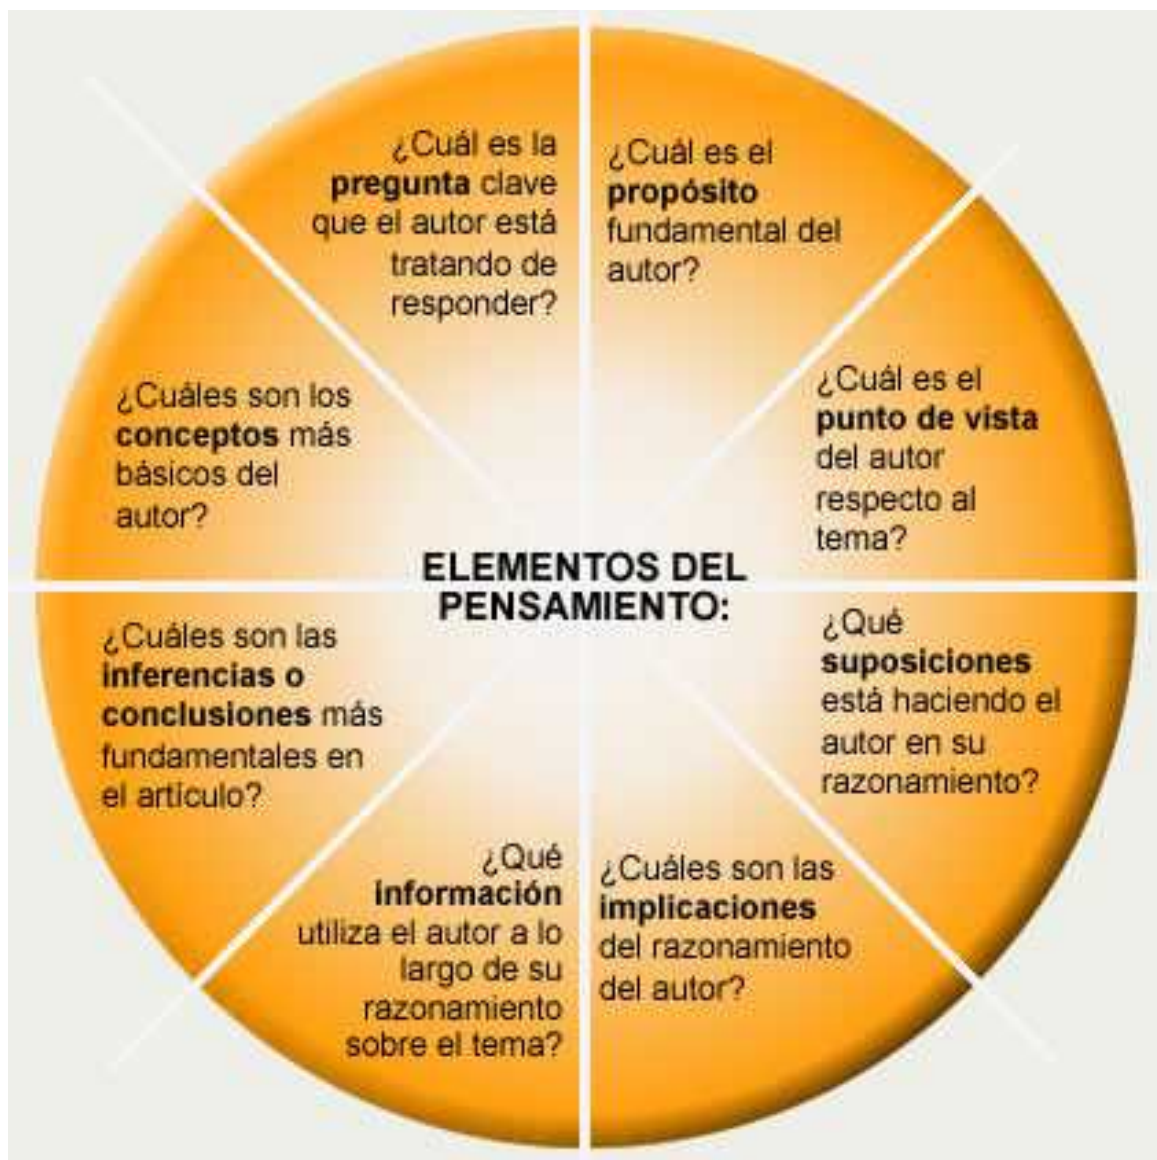 ¿Cuál es la
pregunta clave
que el autor está
tratando de
responder?
¿Cuál es el
propósito
fundamental del
autor?
¿Cuál es el
punto de vista
del autor
respecto al
tema?
¿Cuáles son los
conceptos más
básicos del
autor?
ELEMENTOS DEL
PENSAMIENTO:
¿Qué
suposiciones
está haciendo el
autor en su
razonamiento?
¿Cuáles son las
inferencias o
conclusiones más
fundamentales en
el artículo?
¿Qué
información
utiliza el autor a lo
largo de su
razonamiento
sobre el tema?
¿Cuáles son las
implicaciones
del razonamiento
del autor?